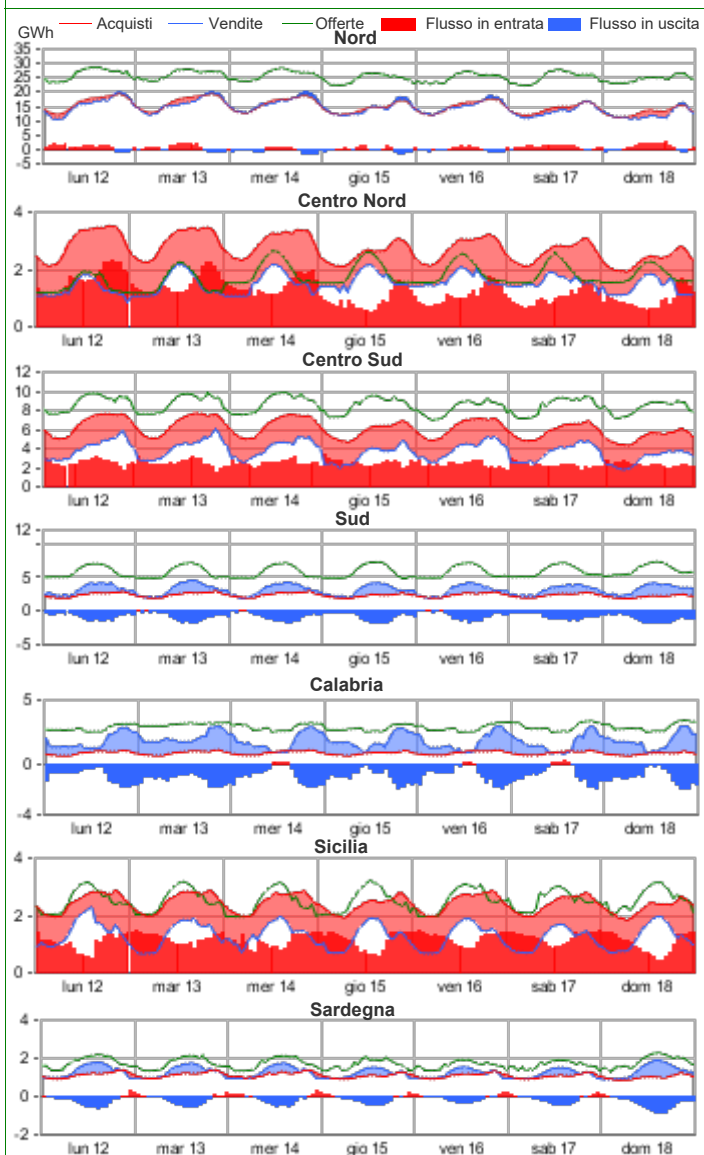 GWh Acquisti Vendite Offerte Flusso in entrata Flusso in uscita
Nord
35
30
25
20
15
10
5
0
-5
lun 12 mar 13 mer 14 gio 15 ven 16 sab 17 dom 18
Centro Nord
4
2
0
lun 12 mar 13 mer 14 gio 15 ven 16 sab 17 dom 18
Centro Sud
12
10
8
6
4
2
0
lun 12 mar 13 mer 14 gio 15 ven 16 sab 17 dom 18
Sud
12
5
0
-5
lun 12 mar 13 mer 14 gio 15 ven 16 sab 17 dom 18
Calabria
5
0
-4
lun 12 mar 13 mer 14 gio 15 ven 16 sab 17 dom 18
Sicilia
4
2
0
lun 12 mar 13 mer 14 gio 15 ven 16 sab 17 dom 18
Sardegna
4
2
0
-2
lun 12 mar 13 mer 14 gio 15 ven 16 sab 17 dom 18